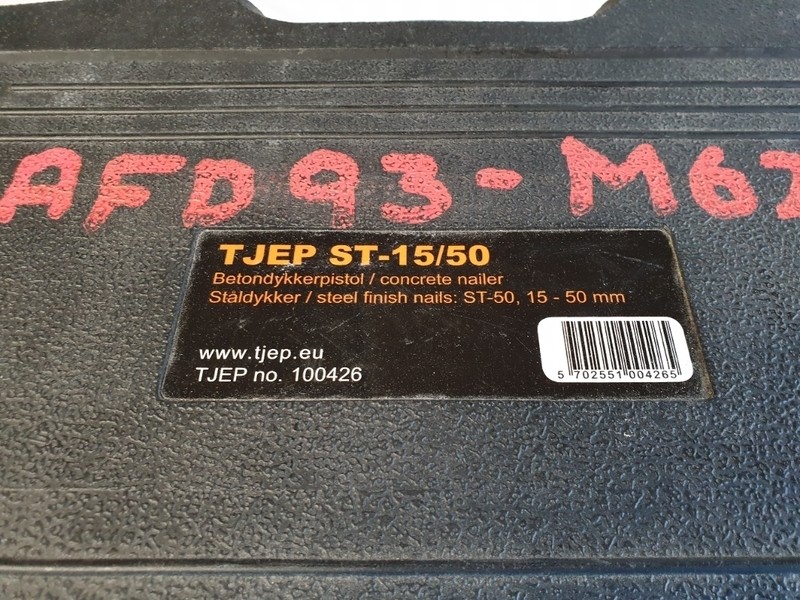 AFD93-M67
TJEP ST-15/50
Betondykkerpistol / concrete nailer
Ståldykker / steel finish nails: ST-50, 15 - 50 mm
www.tjep.eu
TJEP no. 100426
5 702551 004265